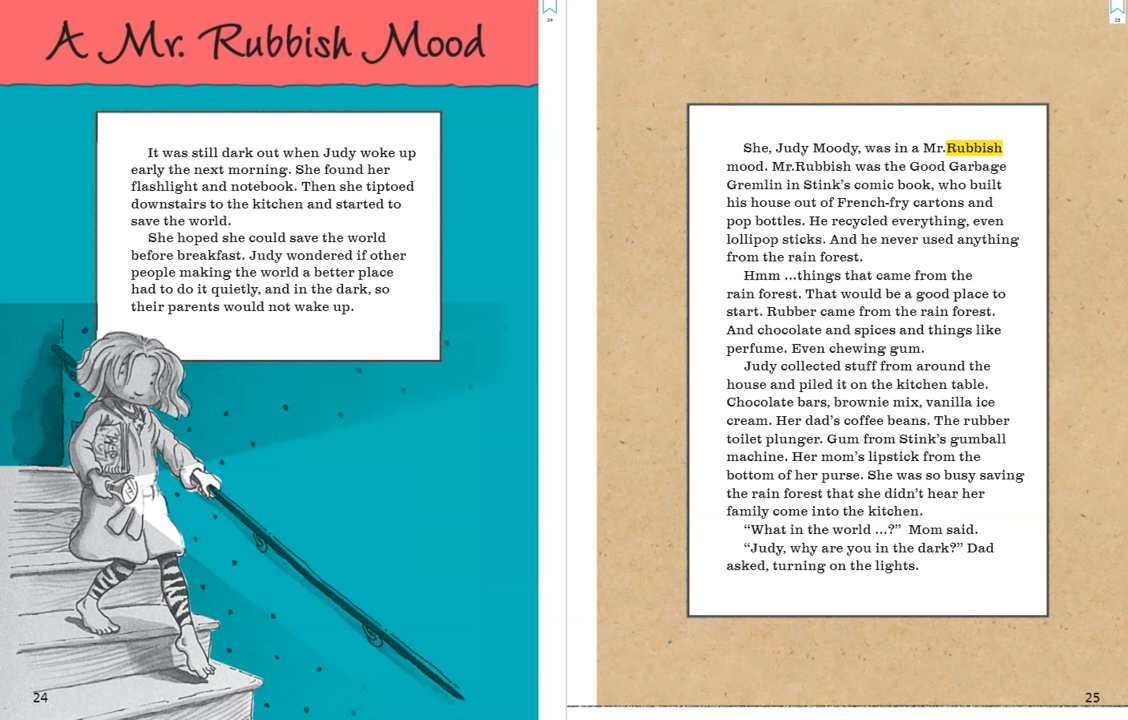 A Mr. Rubbish Mood
It was still dark out when Judy woke up
early the next morning. She found her
flashlight and notebook. Then she tiptoed
downstairs to the kitchen and started to
save the world.
She hoped she could save the world
before breakfast. Judy wondered if other
people making the world a better place
had to do it quietly, and in the dark, so
their parents would not wake up.
24
24
She, Judy Moody, was in a Mr.Rubbish
mood. Mr.Rubbish was the Good Garbage
Gremlin in Stink's comic book, who built
his house out of French-fry cartons and
pop bottles. He recycled everything, even
lollipop sticks. And he never used anything
from the rain forest.
Hmm ...things that came from the
rain forest. That would be a good place to
start. Rubber came from the rain forest.
And chocolate and spices and things like
perfume. Even chewing gum.
Judy collected stuff from around the
house and piled it on the kitchen table.
Chocolate bars, brownie mix, vanilla ice
cream. Her dad's coffee beans. The rubber
toilet plunger. Gum from Stink's gumball
machine. Her mom's lipstick from the
bottom of her purse. She was so busy saving
the rain forest that she didn't hear her
family come into the kitchen.
“What in the world ...?” Mom said.
“Judy, why are you in the dark?” Dad
asked, turning on the lights.
25
25